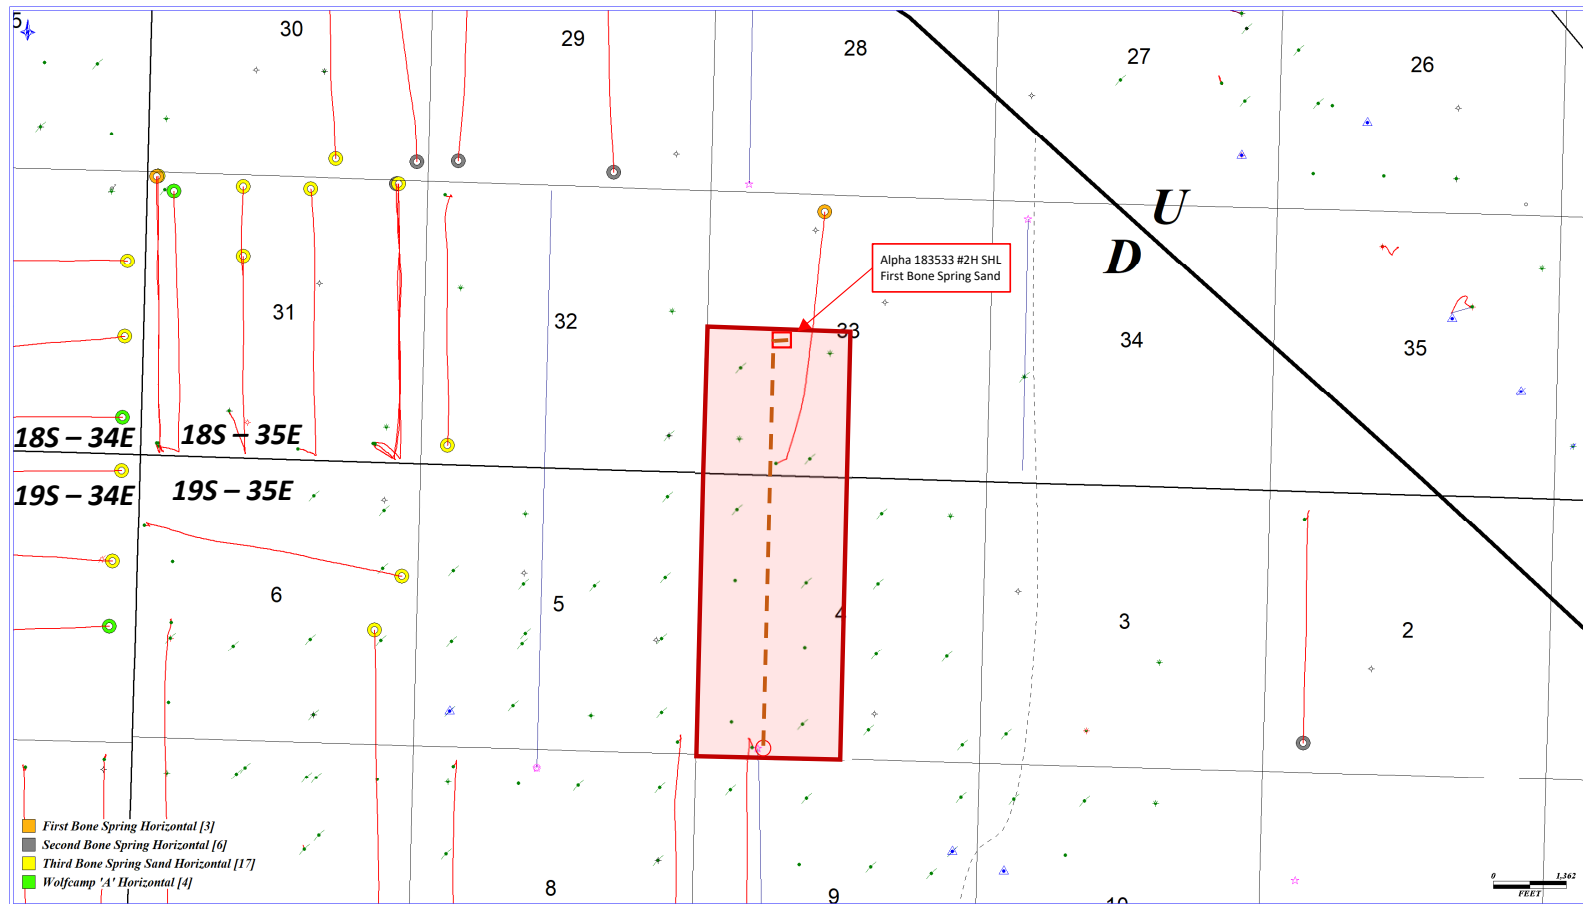 5
30
29
28
27
26
U
D
Alpha 183533 #2H SHL
First Bone Spring Sand
31
32
33
34
35
18S – 34E
18S – 35E
19S – 34E
19S – 35E
6
5
4
3
2
First Bone Spring Horizontal [3]
Second Bone Spring Horizontal [6]
Third Bone Spring Sand Horizontal [17]
Wolfcamp 'A' Horizontal [4]
8
9
10
0 1,362
FEET